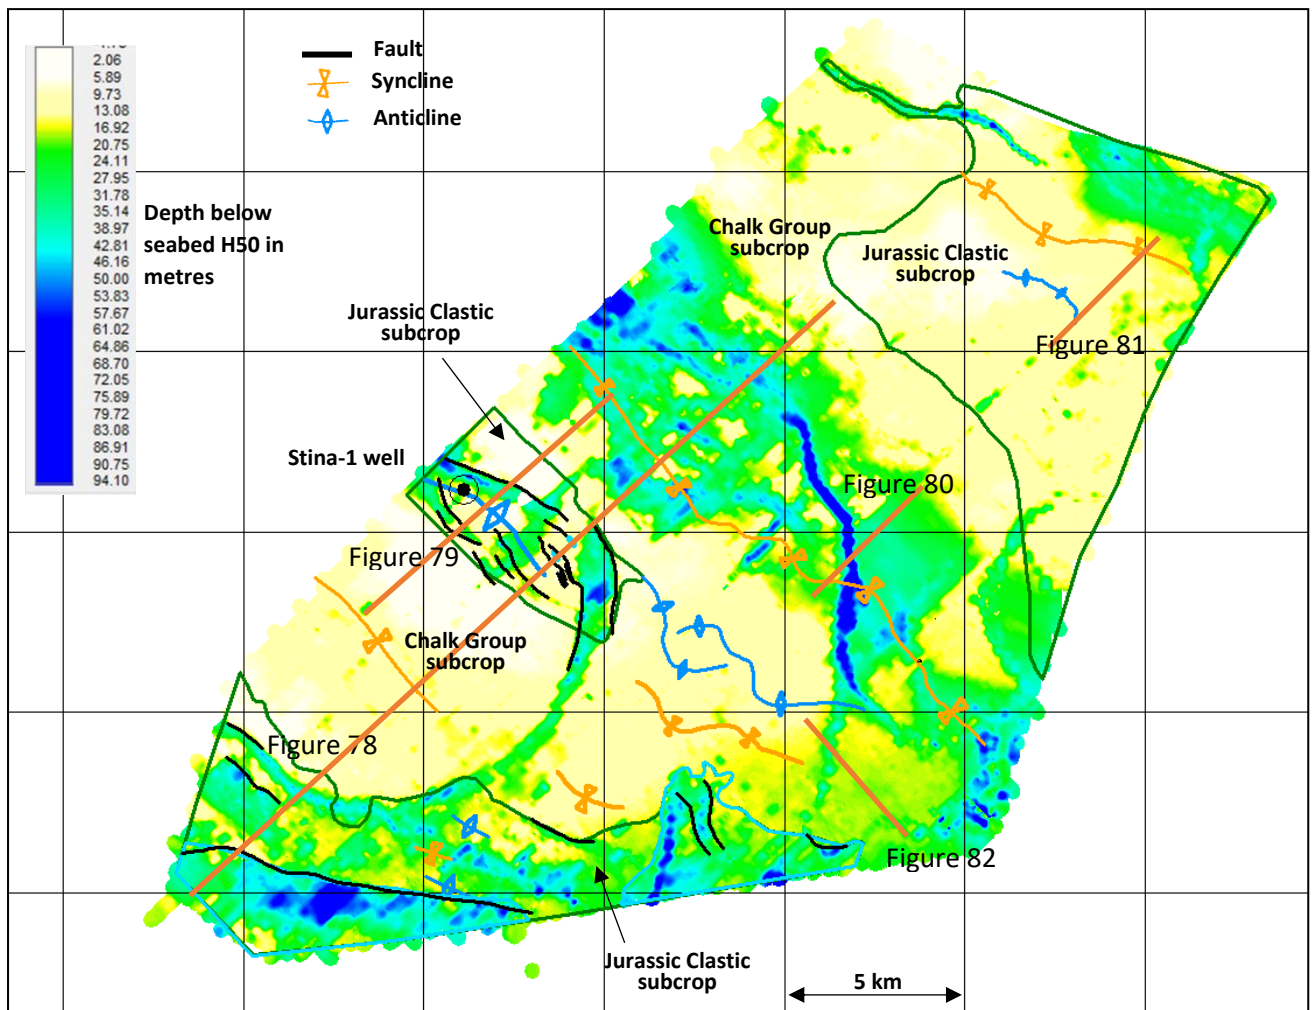 2.06
5.89
9.73
13.08
16.92
20.75
24.11
27.95
31.78
35.14
38.97
42.81
46.16
50.00
53.83
57.67
61.02
64.86
68.70
72.05
75.89
79.72
83.08
86.91
90.75
94.10
Depth below
seabed H50 in
metres
Fault
Syncline
Anticline
Chalk Group
subcrop
Jurassic Clastic
subcrop
Figure 81
Jurassic Clastic
subcrop
Stina-1 well
Figure 80
Figure 79
Chalk Group
subcrop
Figure 78
Figure 82
Jurassic Clastic
subcrop
5 km